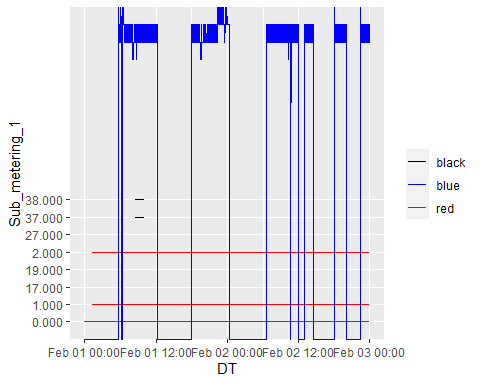 Sub_metering_1
38.000
37.000
27.000
2.000
19.000
17.000
1.000
0.000
Feb 01 00:00 Feb 01 12:00 Feb 02 00:00 Feb 02 12:00 Feb 03 00:00
DT
black
blue
red